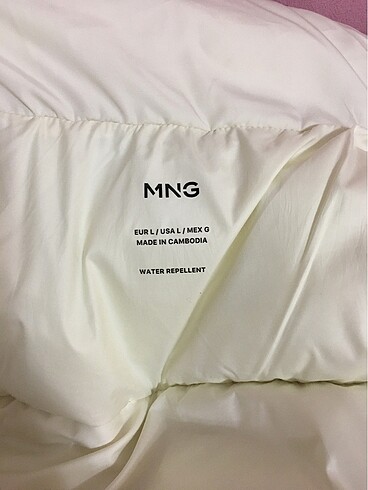 MNG
EUR L / USA L / MEX G
MADE IN CAMBODIA
WATER REPELLENT